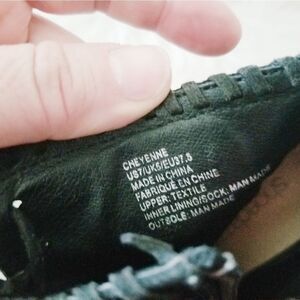 CHEYENNE
US7/UK5/EU37.5
MADE IN CHINA
FABRIQUÉ EN CHINE
UPPER: TEXTILE
INNER LINING/SOCK: MAN MADE
OUTSOLE: MAN MADE